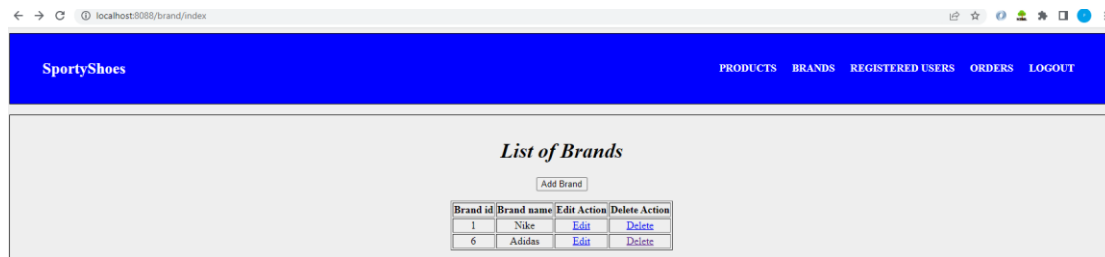 localhost:8088/brand/index
SportyShoes PRODUCTS BRANDS REGISTERED USERS ORDERS LOGOUT
List of Brands
Add Brand
Brand id Brand name Edit Action Delete Action
1 Nike Edit Delete
6 Adidas Edit Delete